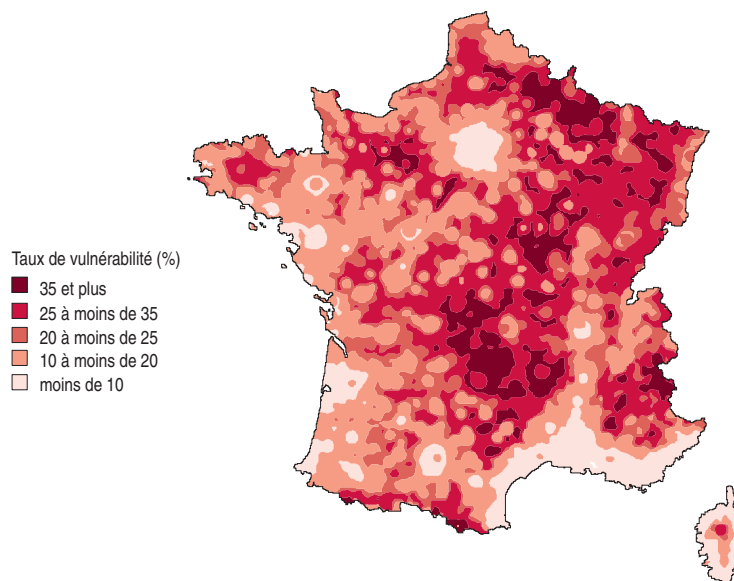 Taux de vulnérabilité (%)
35 et plus
25 à moins de 35
20 à moins de 25
10 à moins de 20
moins de 10